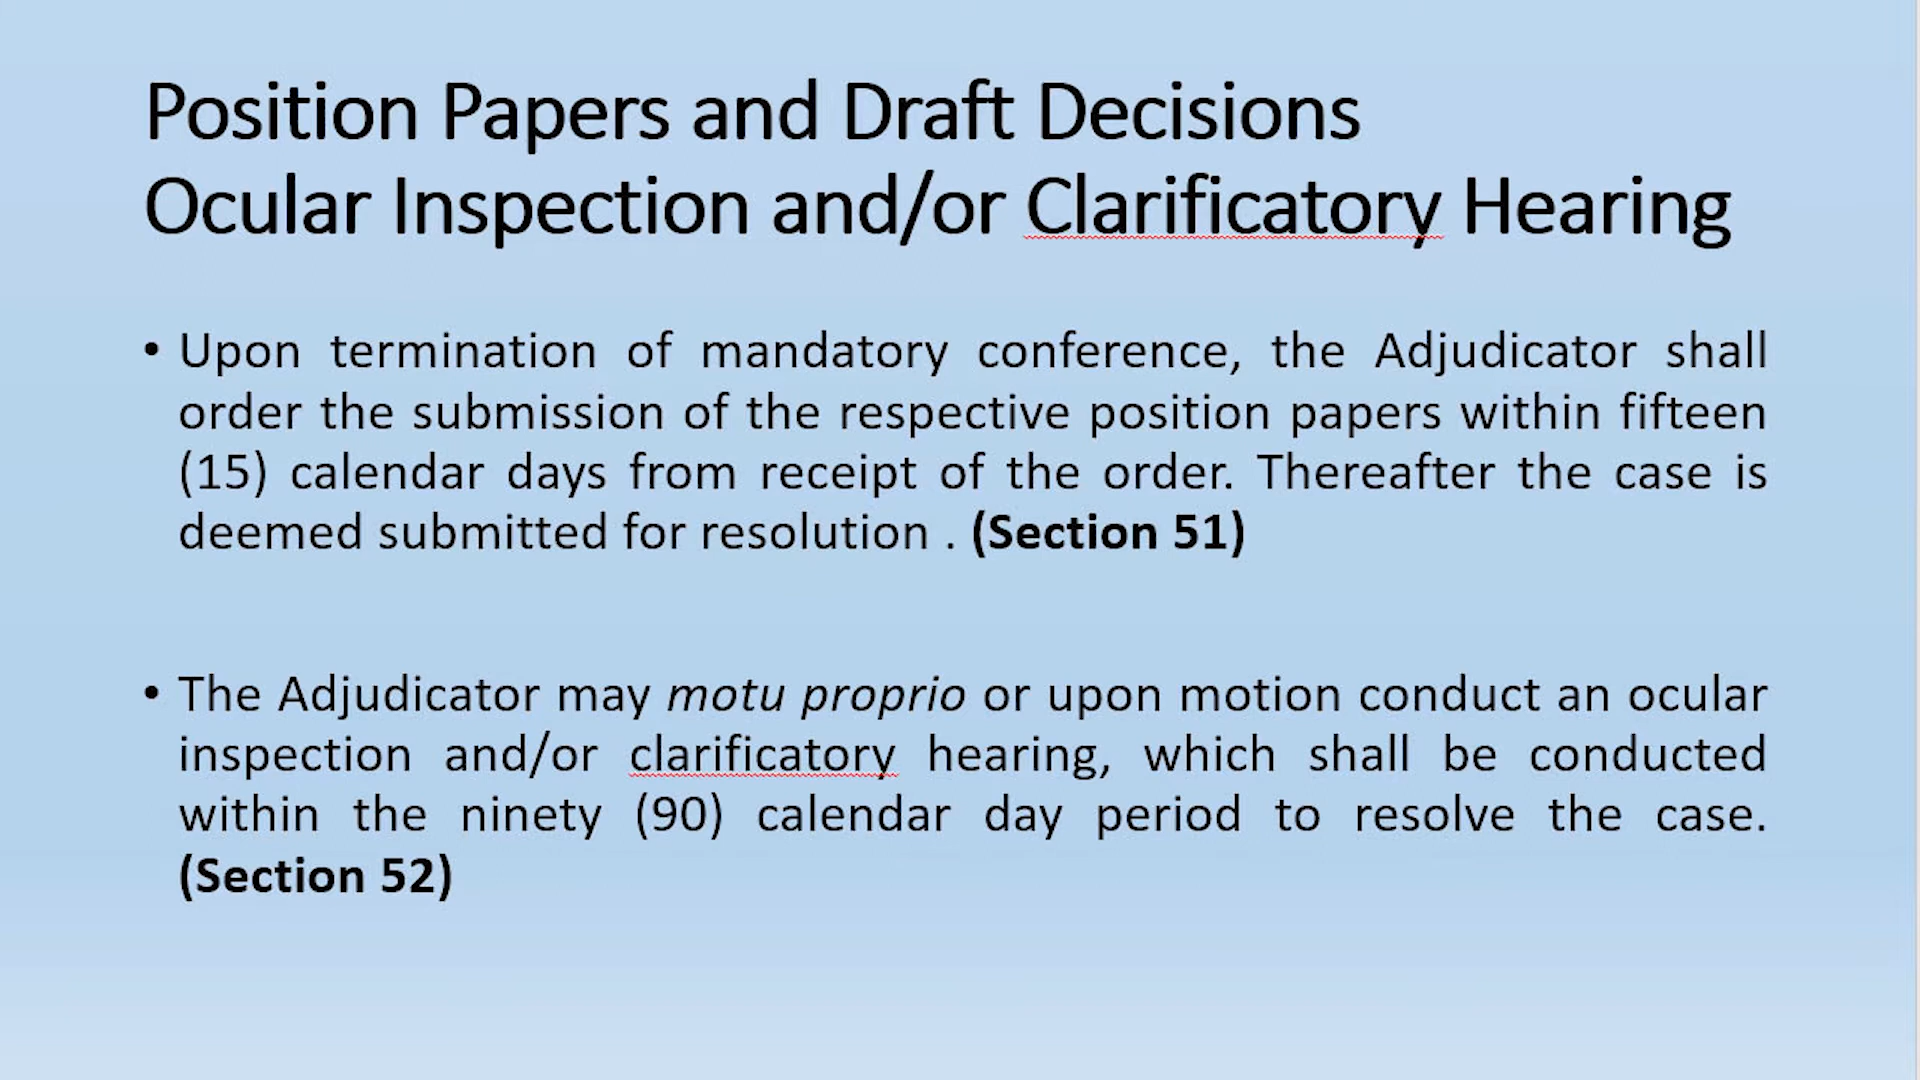 Position Papers and Draft Decisions
Ocular Inspection and/or Clarificatory Hearing
• Upon termination of mandatory conference, the Adjudicator shall
order the submission of the respective position papers within fifteen
(15) calendar days from receipt of the order. Thereafter the case is
deemed submitted for resolution . (Section 51)
• The Adjudicator may motu proprio or upon motion conduct an ocular
inspection and/or clarificatory hearing, which shall be conducted
within the ninety (90) calendar day period to resolve the case.
(Section 52)